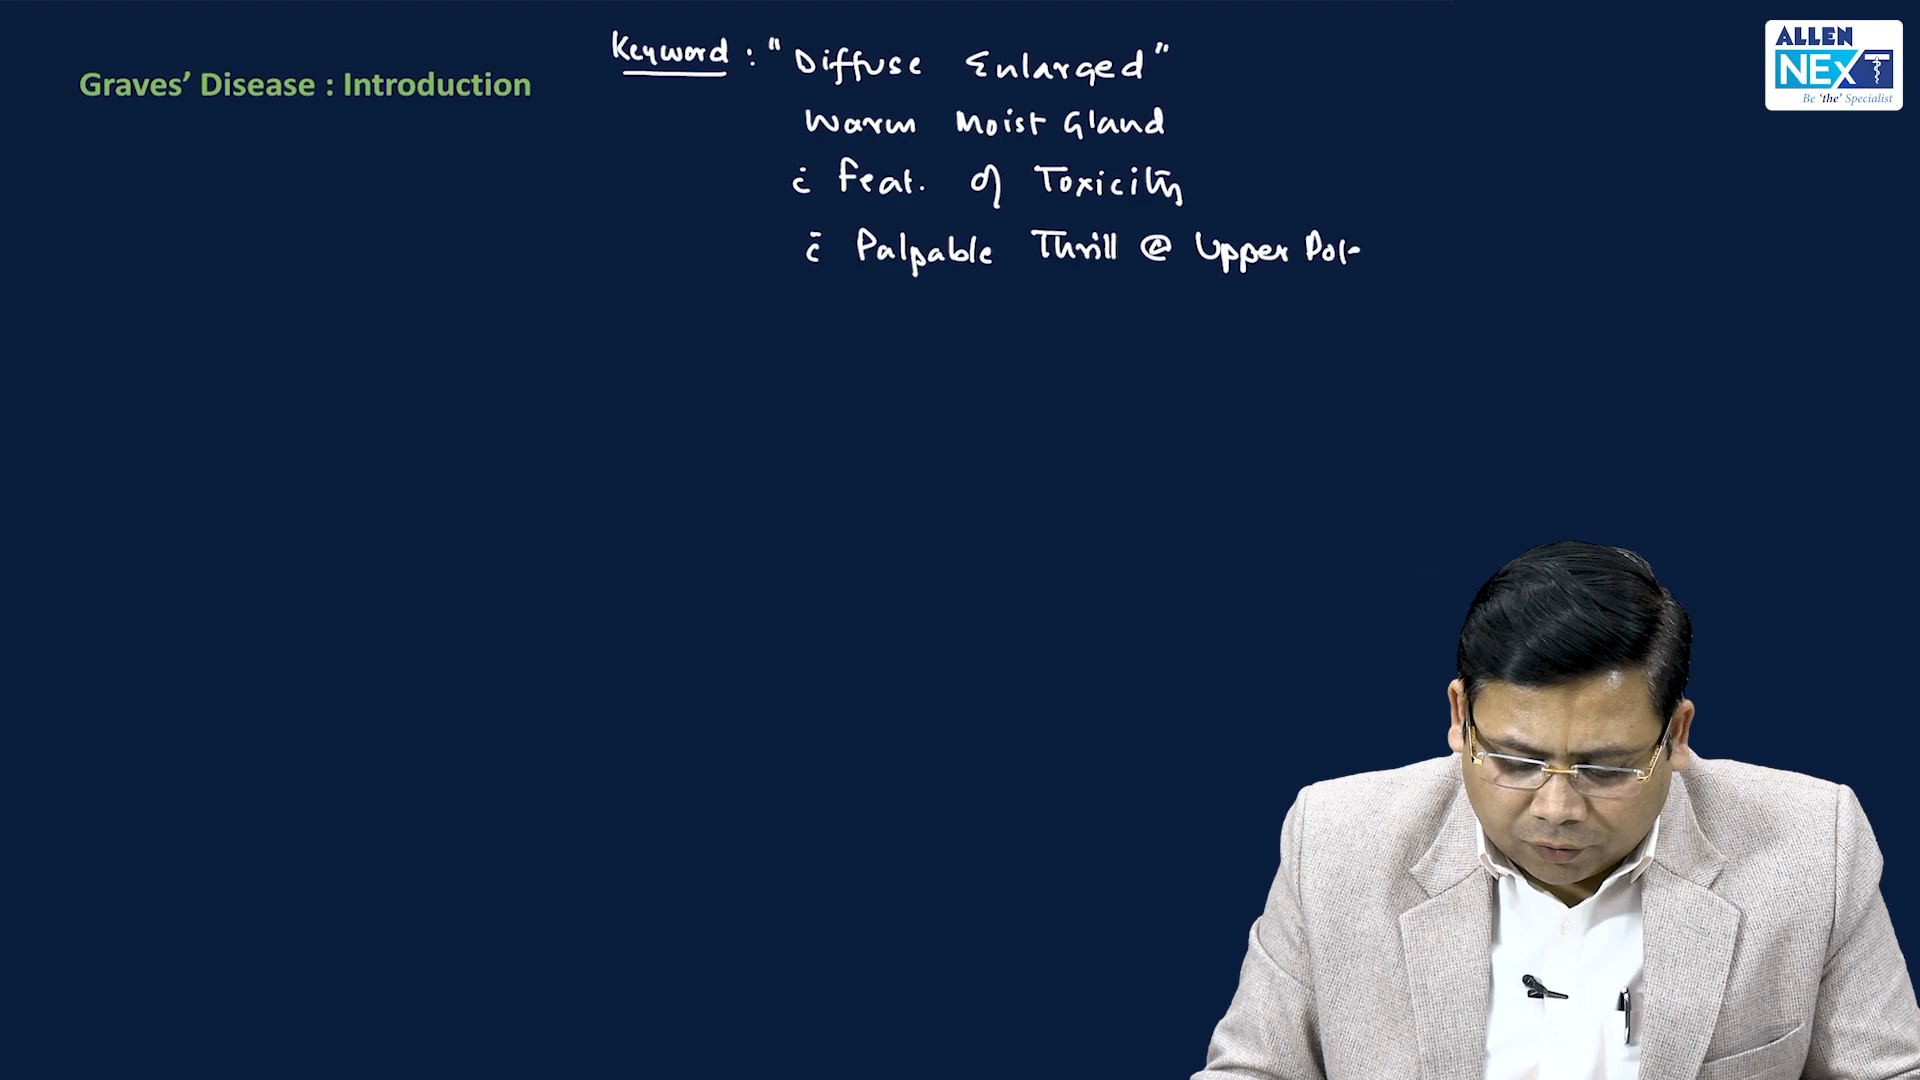 Graves’ Disease : Introduction
Keyword : "Diffuse Enlarged"
Warm Moist Gland
c̄ feat. of Toxicity
c̄ Palpable Thrill @ Upper Pol
ALLEN
NExT
Be ‘the’ Specialist